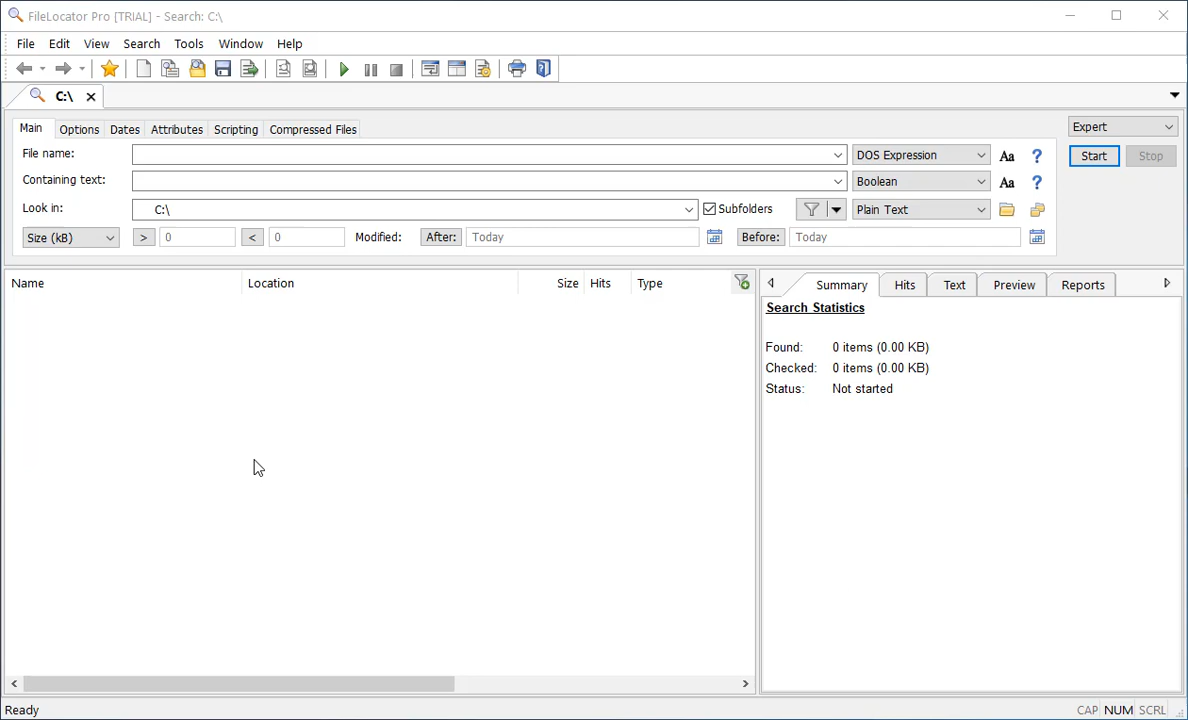 FileLocator Pro [TRIAL] - Search: C:\
File Edit View Search Tools Window Help
C:\
Main Options Dates Attributes Scripting Compressed Files
Expert
File name: DOS Expression Aa ?
Start Stop
Containing text: Boolean Aa ?
Look in: C:\ Subfolders Plain Text
Size (kB) > 0 < 0 Modified: After: Today Before: Today
Name Location Size Hits Type
Summary Hits Text Preview Reports
Search Statistics
Found: 0 items (0.00 KB)
Checked: 0 items (0.00 KB)
Status: Not started
Ready CAP NUM SCRL